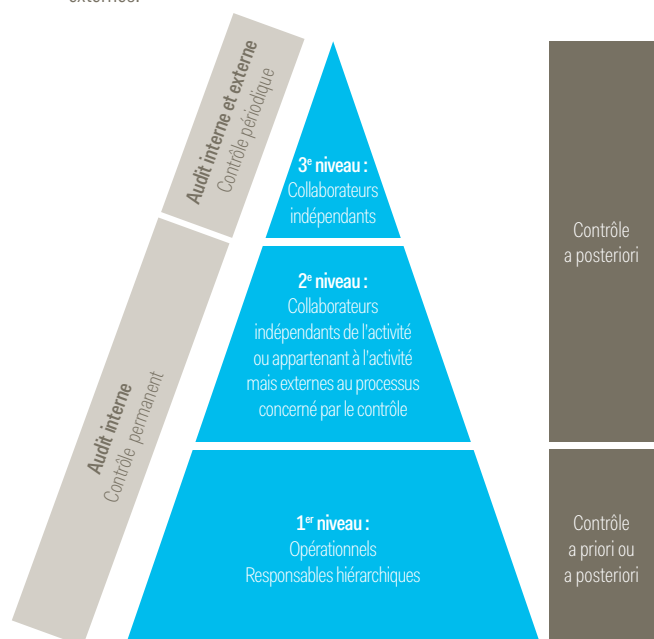 externes.
Audit interne et externe
Contrôle périodique
3e niveau :
Collaborateurs
indépendants
Contrôle
a posteriori
2e niveau :
Collaborateurs
indépendants de l'activité
ou appartenant à l'activité
mais externes au processus
concerné par le contrôle
Audit interne
Contrôle permanent
1er niveau :
Opérationnels
Responsables hiérarchiques
Contrôle
a priori ou
a posteriori